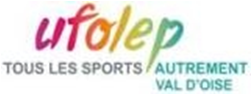 ufolep
TOUS LES SPORTS AUTREMENT
VAL D'OISE